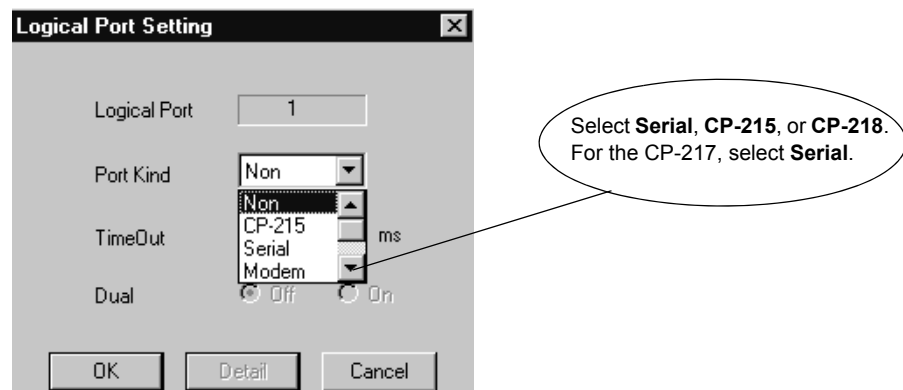 Logical Port Setting
Logical Port 1
Port Kind Non
Non
CP-215
Serial
Modem
TimeOut ms
Dual Off On
OK Detail Cancel
Select Serial, CP-215, or CP-218.
For the CP-217, select Serial.